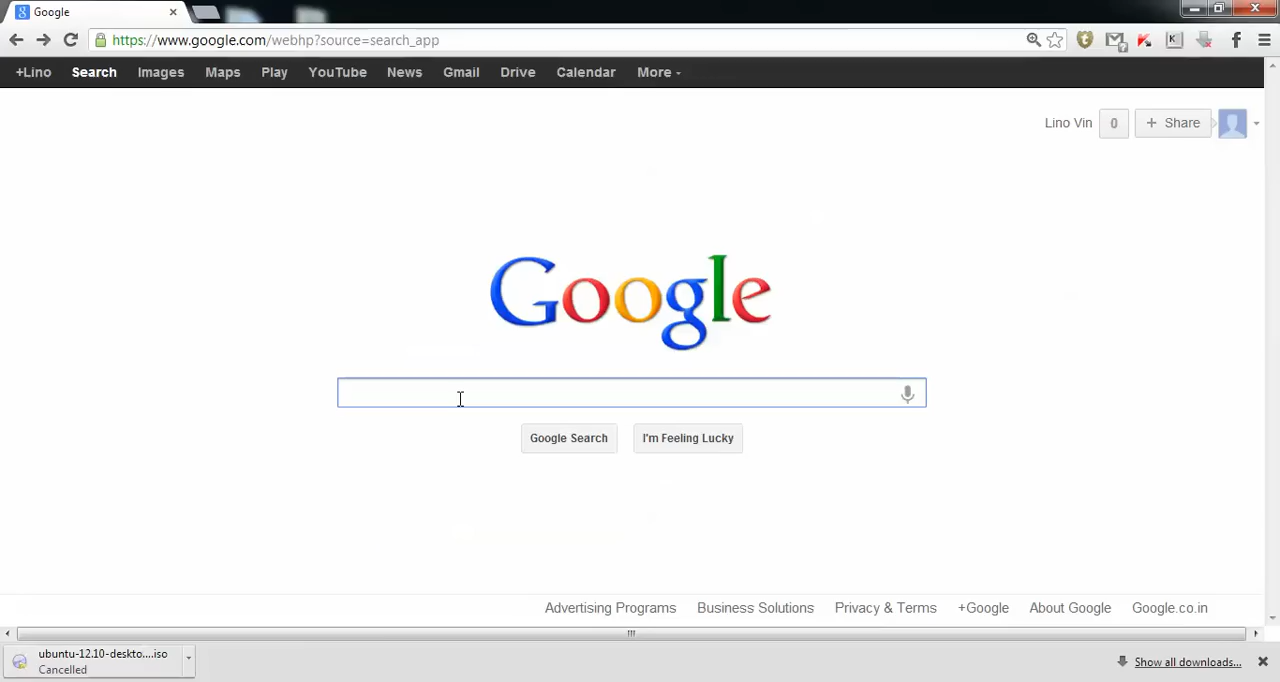 Google
https://www.google.com/webhp?source=search_app
+Lino Search Images Maps Play YouTube News Gmail Drive Calendar More
Lino Vin 0 + Share
Google
Google Search I'm Feeling Lucky
Advertising Programs Business Solutions Privacy & Terms +Google About Google Google.co.in
ubuntu-12.10-deskto....iso
Cancelled
Show all downloads...